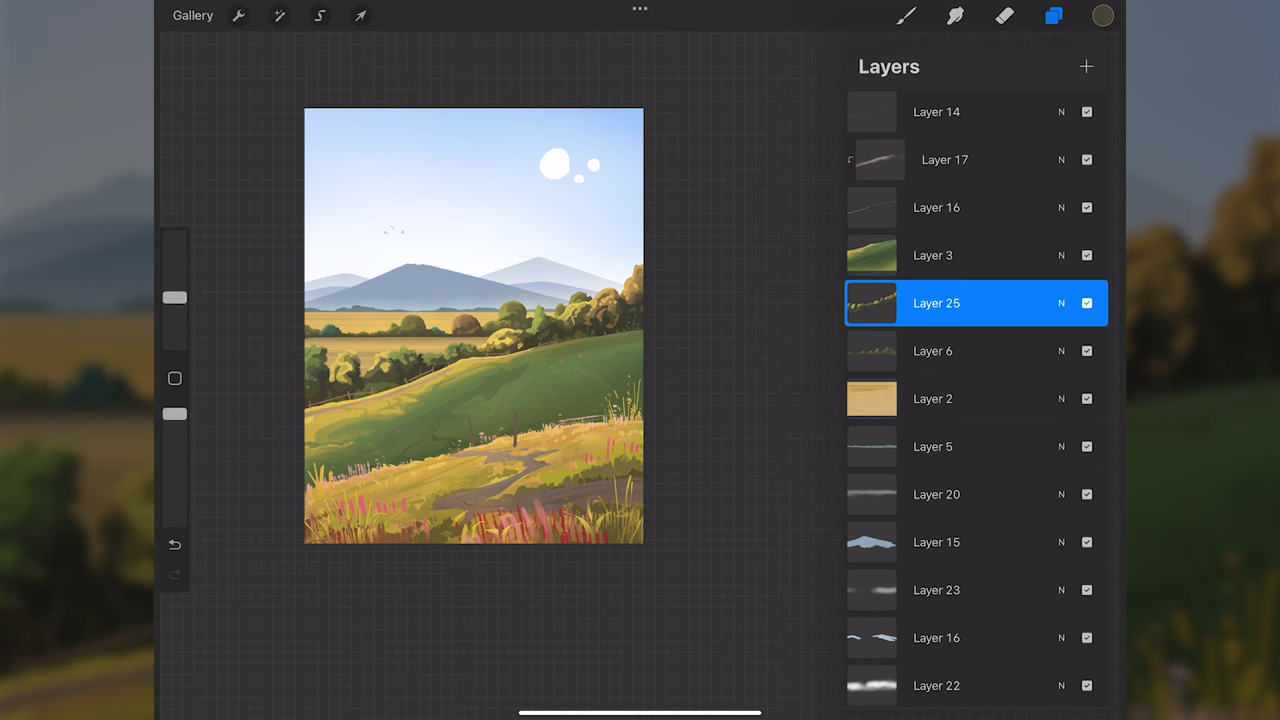 Gallery
Layers
Layer 14 N
Layer 17 N
Layer 16 N
Layer 3 N
Layer 25 N
Layer 6 N
Layer 2 N
Layer 5 N
Layer 20 N
Layer 15 N
Layer 23 N
Layer 16 N
Layer 22 N